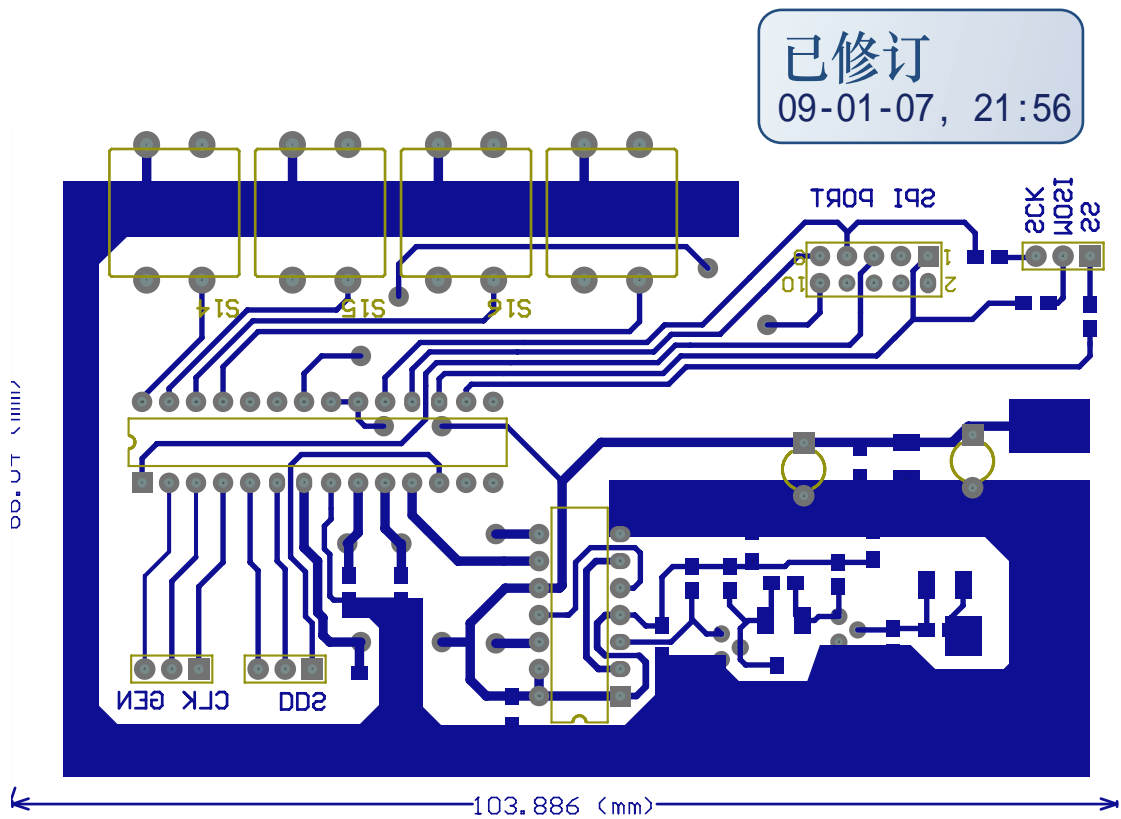 已修订
09-01-07, 21:56
SPI PORT
SCK
MOSI
SS
9
1
10
2
S14
S15
S16
GEN
CLK
DDS
103.886 (mm)